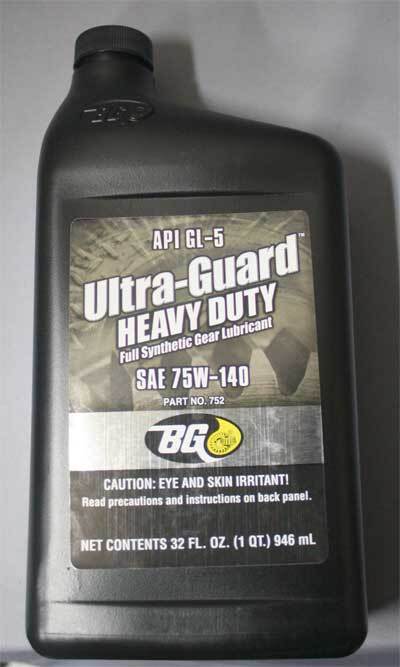 BG
API GL-5
Ultra-Guard™
HEAVY DUTY
Full Synthetic Gear Lubricant
SAE 75W-140
PART NO. 752
BG
CAUTION: EYE AND SKIN IRRITANT!
Read precautions and instructions on back panel.
NET CONTENTS 32 FL. OZ. (1 QT.) 946 mL